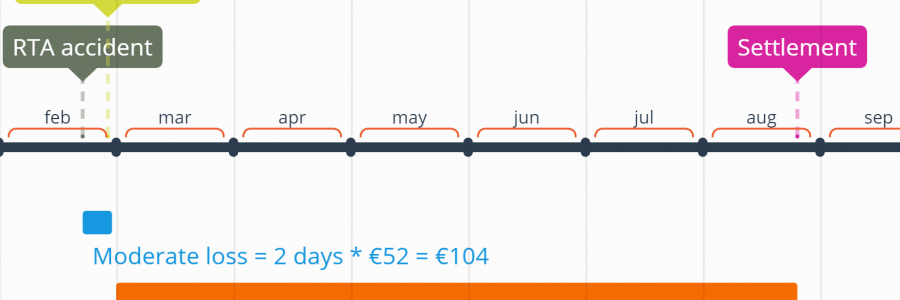 RTA accident
Settlement
feb mar apr may jun jul aug sep
Moderate loss = 2 days * €52 = €104